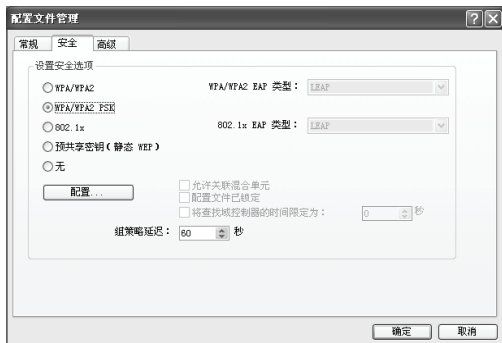 配置文件管理
常规 安全 高级
设置安全选项
WPA/WPA2 WPA/WPA2 EAP 类型： LEAP
WPA/WPA2 PSK
802.1x 802.1x EAP 类型： LEAP
预共享密钥（静态 WEP）
无
配置... 允许关联混合单元
配置文件已锁定
将查找域控制器的时间限定为： 0 秒
组策略延迟： 60 秒
确定 取消